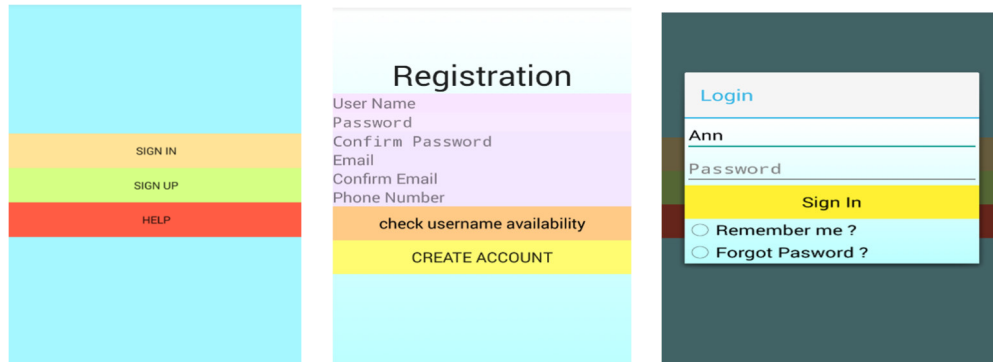 SIGN IN
SIGN UP
HELP
Registration
User Name
Password
Confirm Password
Email
Confirm Email
Phone Number
check username availability
CREATE ACCOUNT
Login
Ann
Password
Sign In
Remember me ?
Forgot Pasword ?